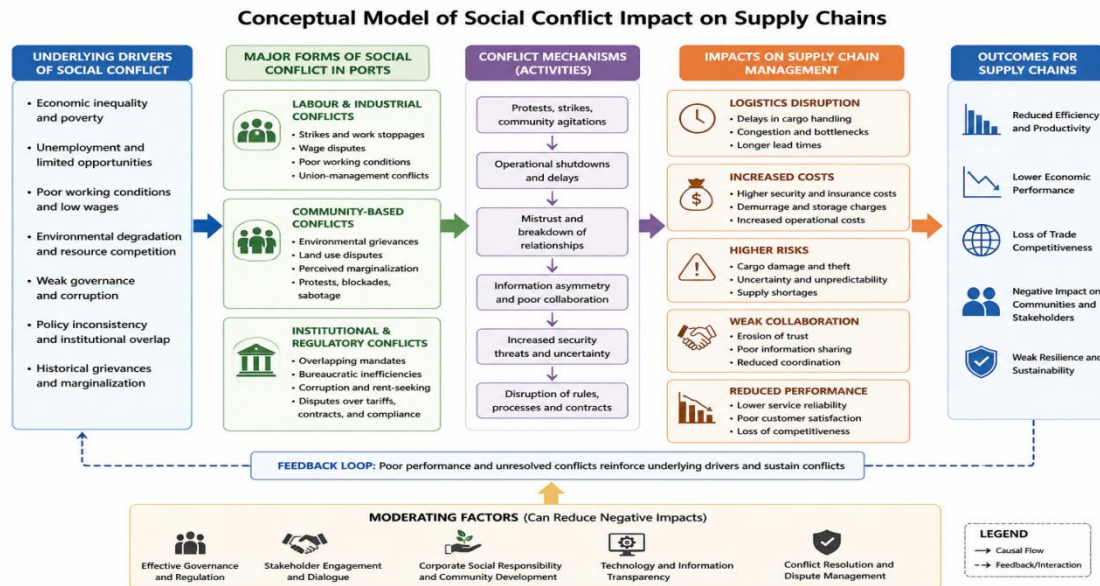 Conceptual Model of Social Conflict Impact on Supply Chains
UNDERLYING DRIVERS
OF SOCIAL CONFLICT
• Economic inequality
and poverty
• Unemployment and
limited opportunities
• Poor working conditions
and low wages
• Environmental degradation
and resource competition
• Weak governance
and corruption
• Policy inconsistency
and institutional overlap
• Historical grievances
and marginalization
MAJOR FORMS OF SOCIAL
CONFLICT IN PORTS
LABOUR & INDUSTRIAL
CONFLICTS
• Strikes and work stoppages
• Wage disputes
• Poor working conditions
• Union-management conflicts
COMMUNITY-BASED
CONFLICTS
• Environmental grievances
• Land use disputes
• Perceived marginalization
• Protests, blockades,
sabotage
INSTITUTIONAL &
REGULATORY CONFLICTS
• Overlapping mandates
• Bureaucratic inefficiencies
• Corruption and rent-seeking
• Disputes over tariffs,
contracts, and compliance
CONFLICT MECHANISMS
(ACTIVITIES)
Protests, strikes,
community agitations
Operational shutdowns
and delays
Mistrust and
breakdown of
relationships
Information asymmetry
and poor collaboration
Increased security
threats and uncertainty
Disruption of rules,
processes and contracts
IMPACTS ON SUPPLY CHAIN
MANAGEMENT
LOGISTICS DISRUPTION
• Delays in cargo handling
• Congestion and bottlenecks
• Longer lead times
INCREASED COSTS
• Higher security and insurance costs
• Demurrage and storage charges
• Increased operational costs
$
HIGHER RISKS
• Cargo damage and theft
• Uncertainty and unpredictability
• Supply shortages
WEAK COLLABORATION
• Erosion of trust
• Poor information sharing
• Reduced coordination
REDUCED PERFORMANCE
• Lower service reliability
• Poor customer satisfaction
• Loss of competitiveness
OUTCOMES FOR
SUPPLY CHAINS
Reduced Efficiency
and Productivity
Lower Economic
Performance
Loss of Trade
Competitiveness
Negative Impact on
Communities and
Stakeholders
Weak Resilience and
Sustainability
FEEDBACK LOOP: Poor performance and unresolved conflicts reinforce underlying drivers and sustain conflicts
MODERATING FACTORS (Can Reduce Negative Impacts)
Effective Governance
and Regulation
Stakeholder Engagement
and Dialogue
Corporate Social Responsibility
and Community Development
Technology and Information
Transparency
Conflict Resolution and
Dispute Management
LEGEND
Causal Flow
Feedback/Interaction